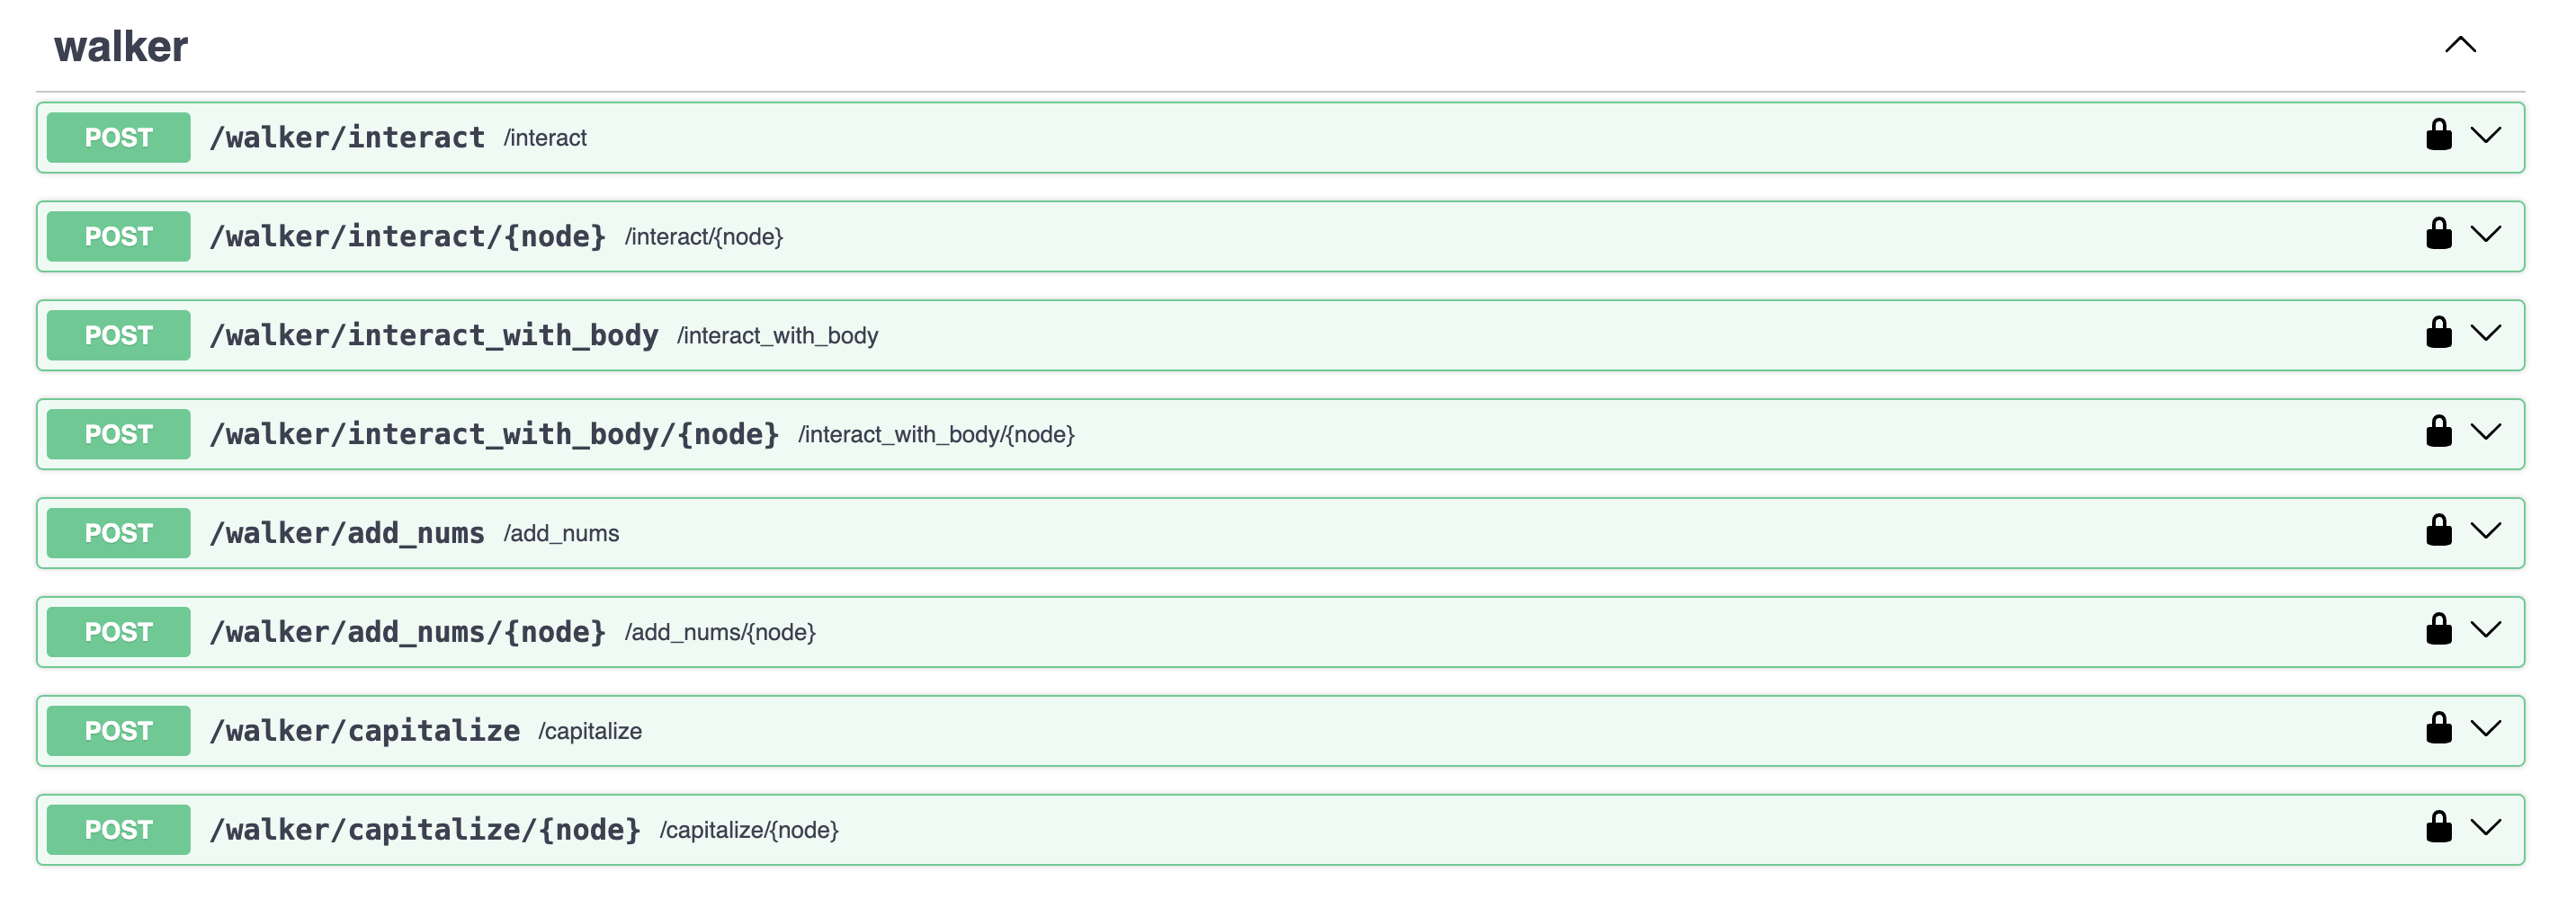 walker
POST /walker/interact /interact
POST /walker/interact/{node} /interact/{node}
POST /walker/interact_with_body /interact_with_body
POST /walker/interact_with_body/{node} /interact_with_body/{node}
POST /walker/add_nums /add_nums
POST /walker/add_nums/{node} /add_nums/{node}
POST /walker/capitalize /capitalize
POST /walker/capitalize/{node} /capitalize/{node}